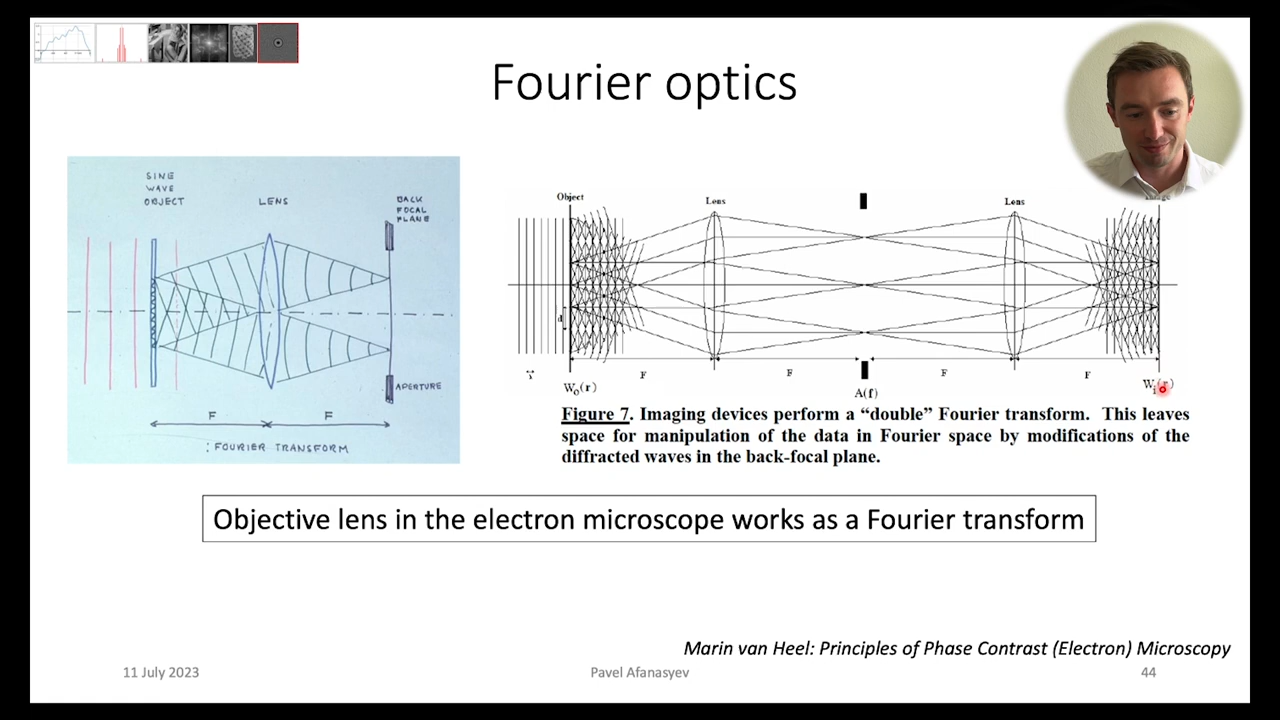 Fourier optics
SINE
WAVE
OBJECT
LENS
BACK
FOCAL
PLANE
APERTURE
F
F
: FOURIER TRANSFORM
Object
Lens
Lens
Image
d
F
F
F
F
W₀(r)
A(f)
Wᵢ(r)
Figure 7. Imaging devices perform a “double” Fourier transform. This leaves
space for manipulation of the data in Fourier space by modifications of the
diffracted waves in the back-focal plane.
Objective lens in the electron microscope works as a Fourier transform
Marin van Heel: Principles of Phase Contrast (Electron) Microscopy
11 July 2023
Pavel Afanasyev
44